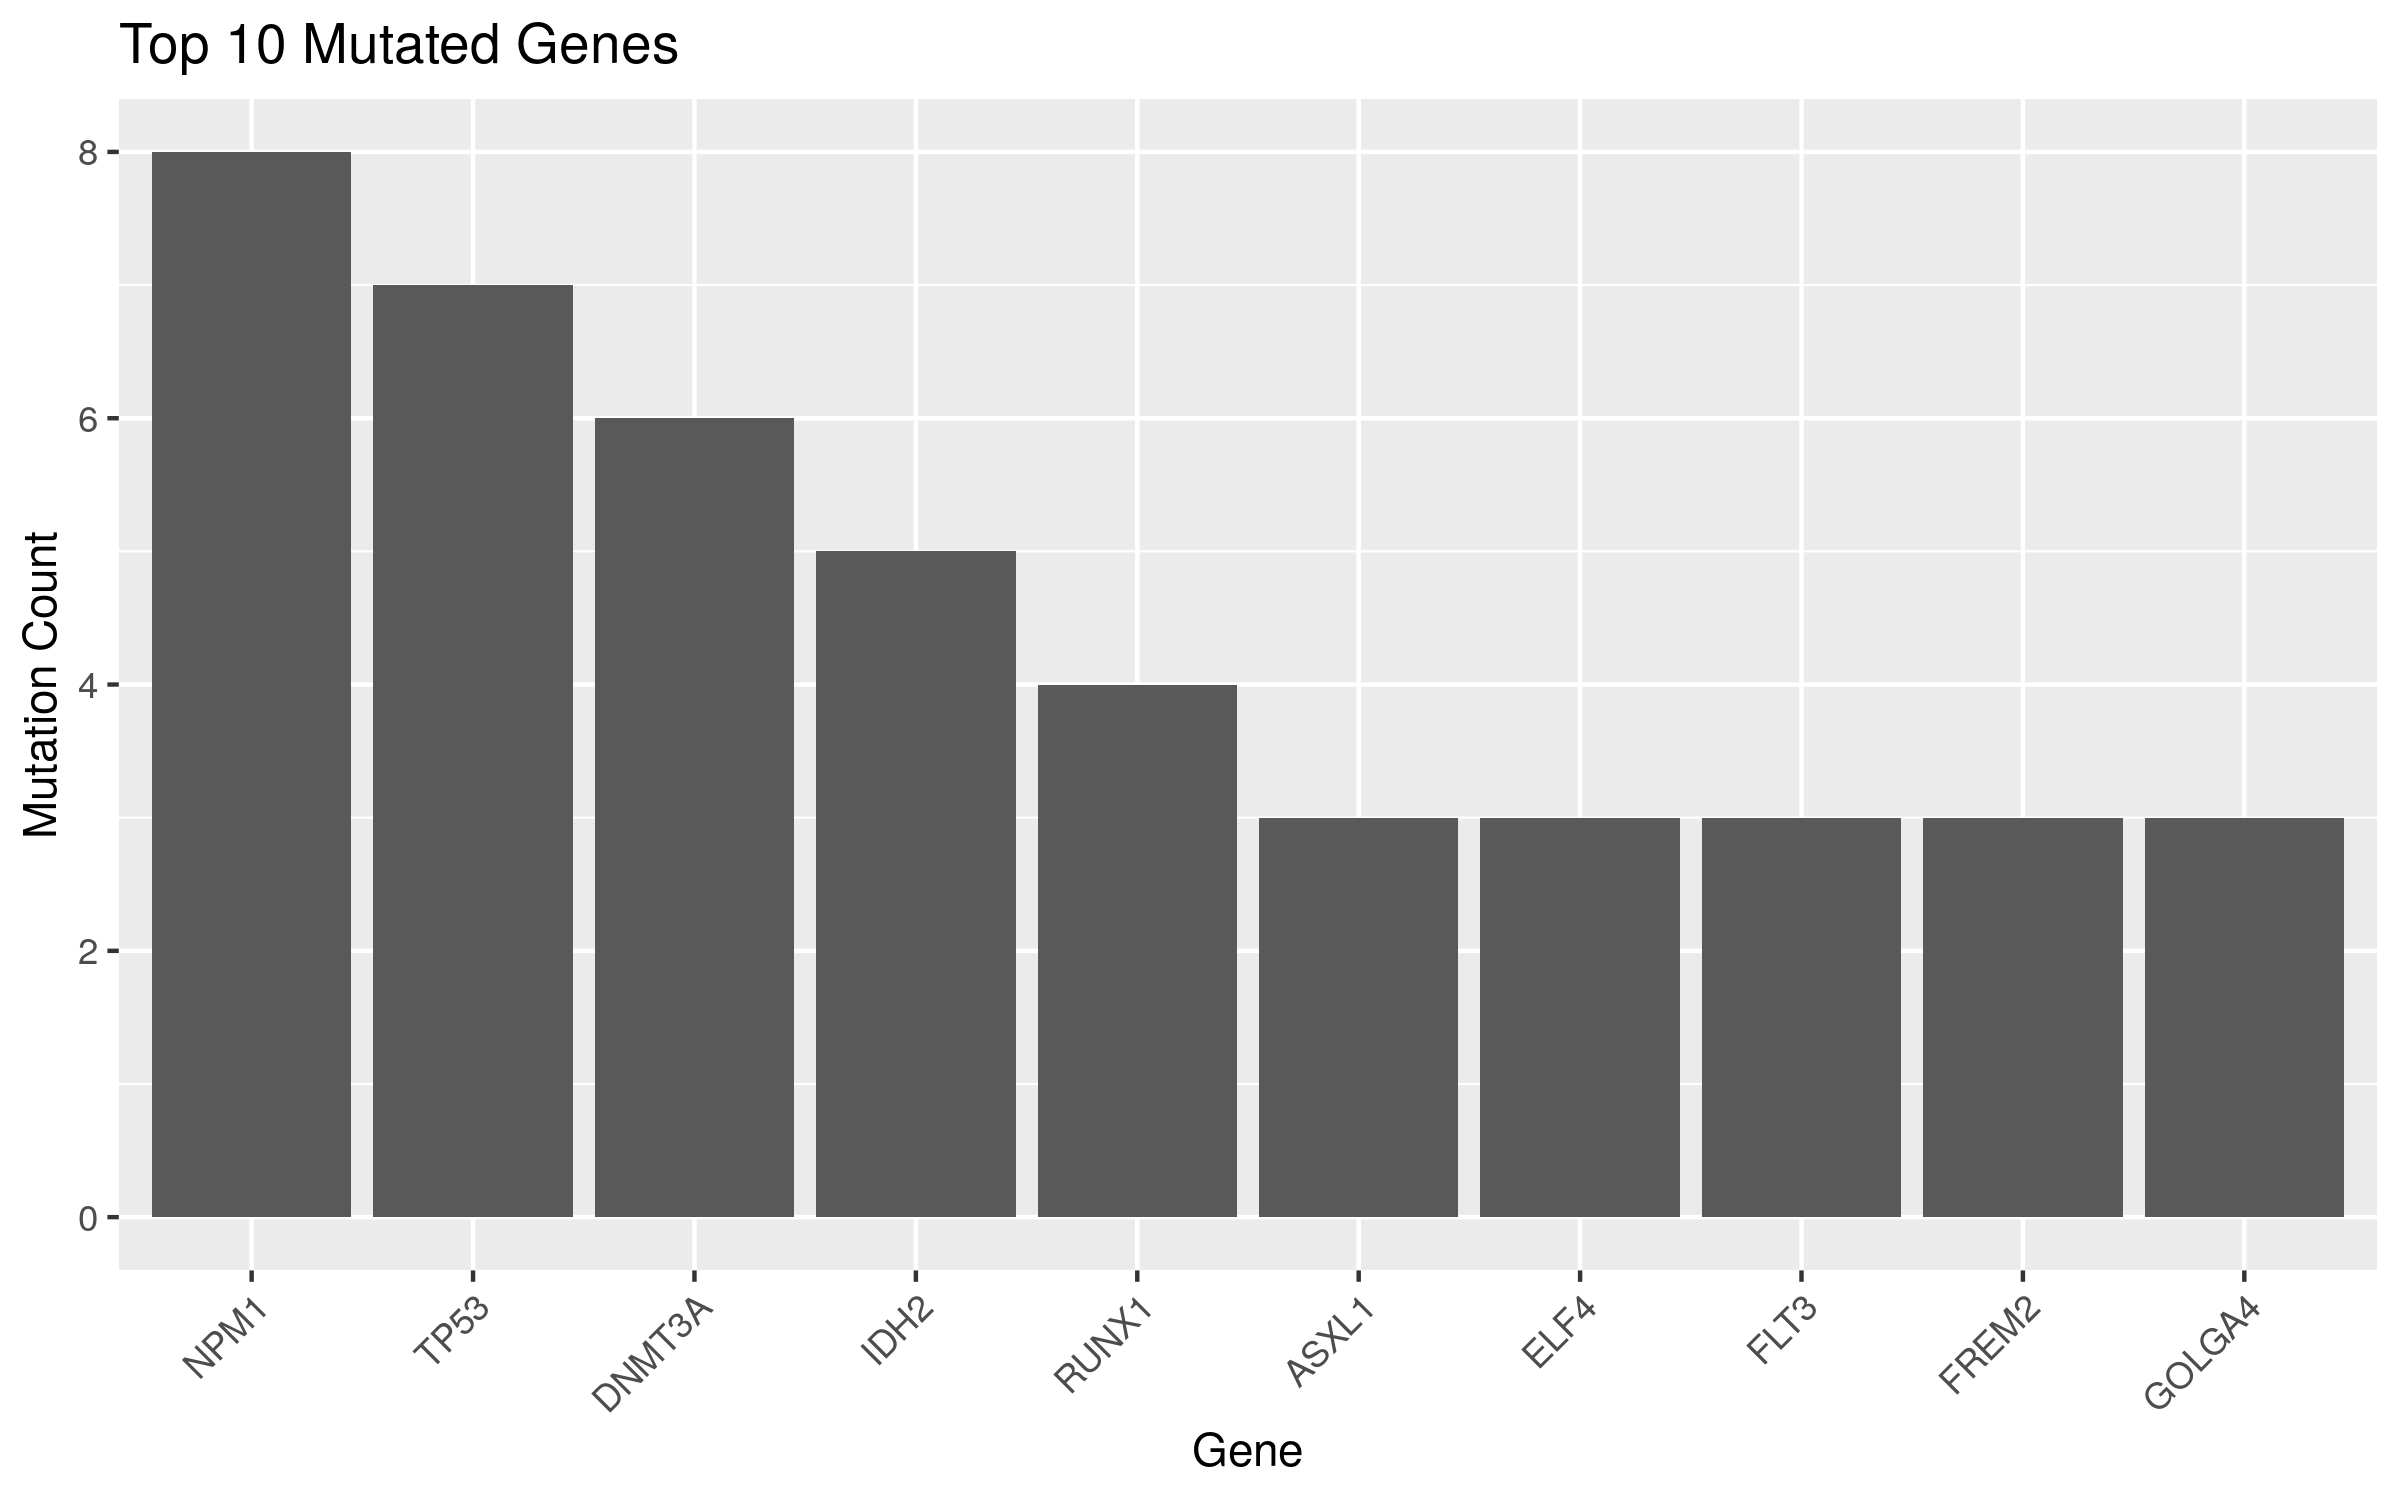 Top 10 Mutated Genes
Mutation Count
8
6
4
2
0
NPM1
TP53
DNMT3A
IDH2
RUNX1
ASXL1
ELF4
FLT3
FREM2
GOLGA4
Gene